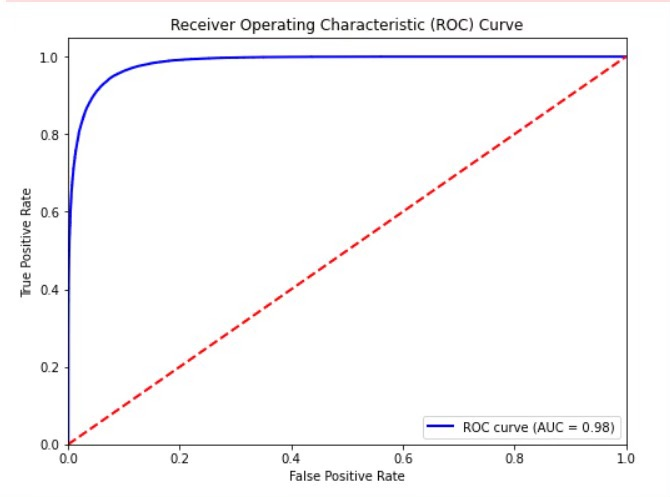 Receiver Operating Characteristic (ROC) Curve
1.0
0.8
0.6
0.4
0.2
0.0
True Positive Rate
ROC curve (AUC = 0.98)
0.0 0.2 0.4 0.6 0.8 1.0
False Positive Rate